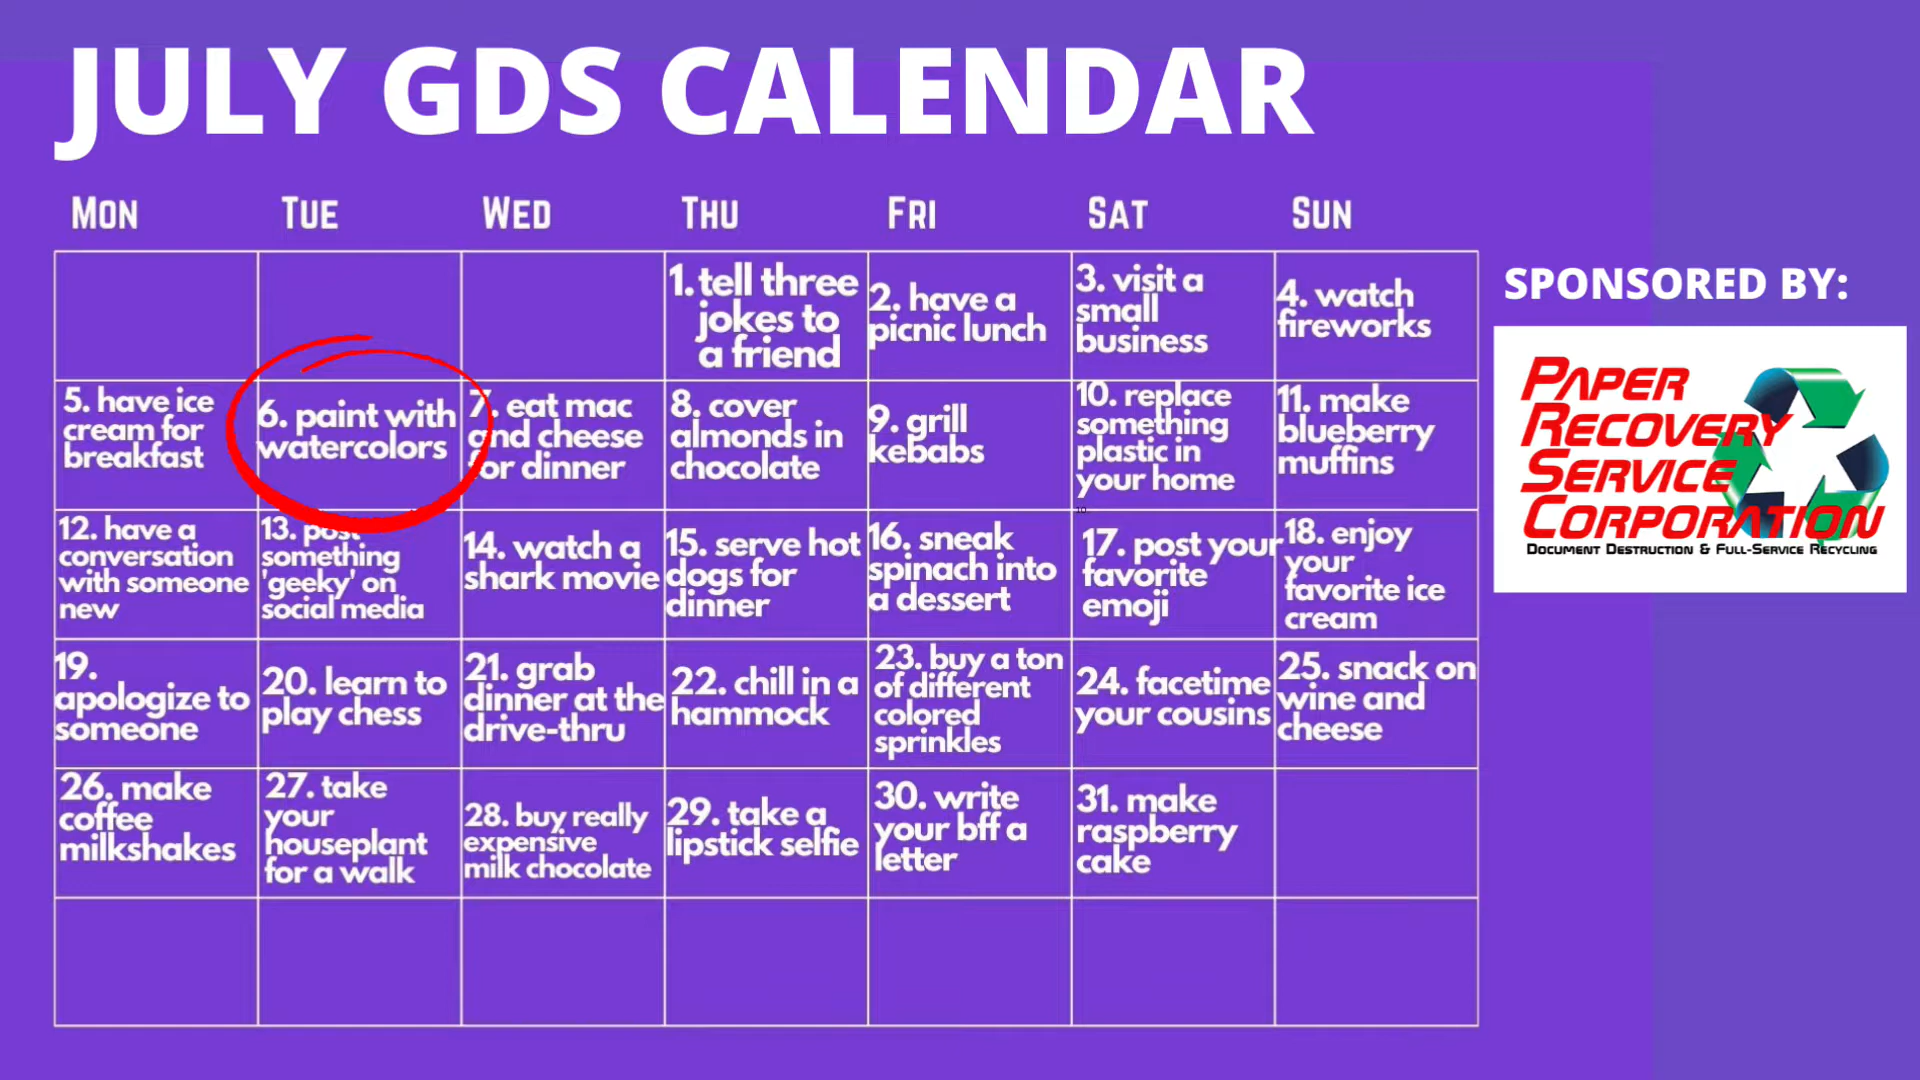 JULY GDS CALENDAR
MON TUE WED THU FRI SAT SUN
1. tell three
jokes to
a friend
2. have a
picnic lunch
3. visit a
small
business
4. watch
fireworks
5. have ice
cream for
breakfast
6. paint with
watercolors
7. eat mac
and cheese
for dinner
8. cover
almonds in
chocolate
9. grill
kebabs
10. replace
something
plastic in
your home
11. make
blueberry
muffins
12. have a
conversation
with someone
new
13. post
something
'geeky' on
social media
14. watch a
shark movie
15. serve hot
dogs for
dinner
16. sneak
spinach into
a dessert
10.
17. post your
favorite
emoji
18. enjoy
your
favorite ice
cream
19.
apologize to
someone
20. learn to
play chess
21. grab
dinner at the
drive-thru
22. chill in a
hammock
23. buy a ton
of different
colored
sprinkles
24. facetime
your cousins
25. snack on
wine and
cheese
26. make
coffee
milkshakes
27. take
your
houseplant
for a walk
28. buy really
expensive
milk chocolate
29. take a
lipstick selfie
30. write
your bff a
letter
31. make
raspberry
cake
SPONSORED BY:
PAPER
RECOVERY
SERVICE
CORPORATION
DOCUMENT DESTRUCTION & FULL-SERVICE RECYCLING